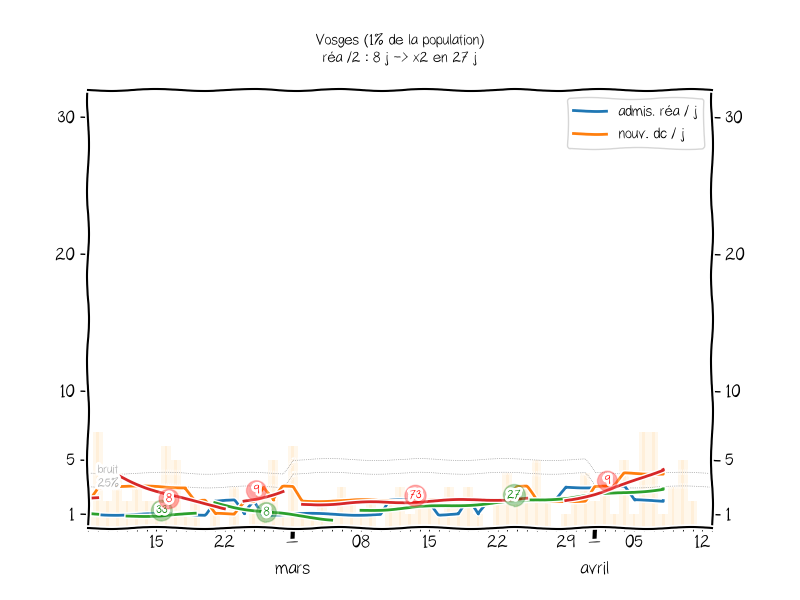 Vosges (1% de la population)
réa /2 : 8 j -> x2 en 27 j
admis. réa / j
nouv. dc / j
30 30
20 20
10 10
5 5
1 1
bruit
25%
8 33 9 8 73 27 9
15 22 08 15 22 29 05 12
mars avril